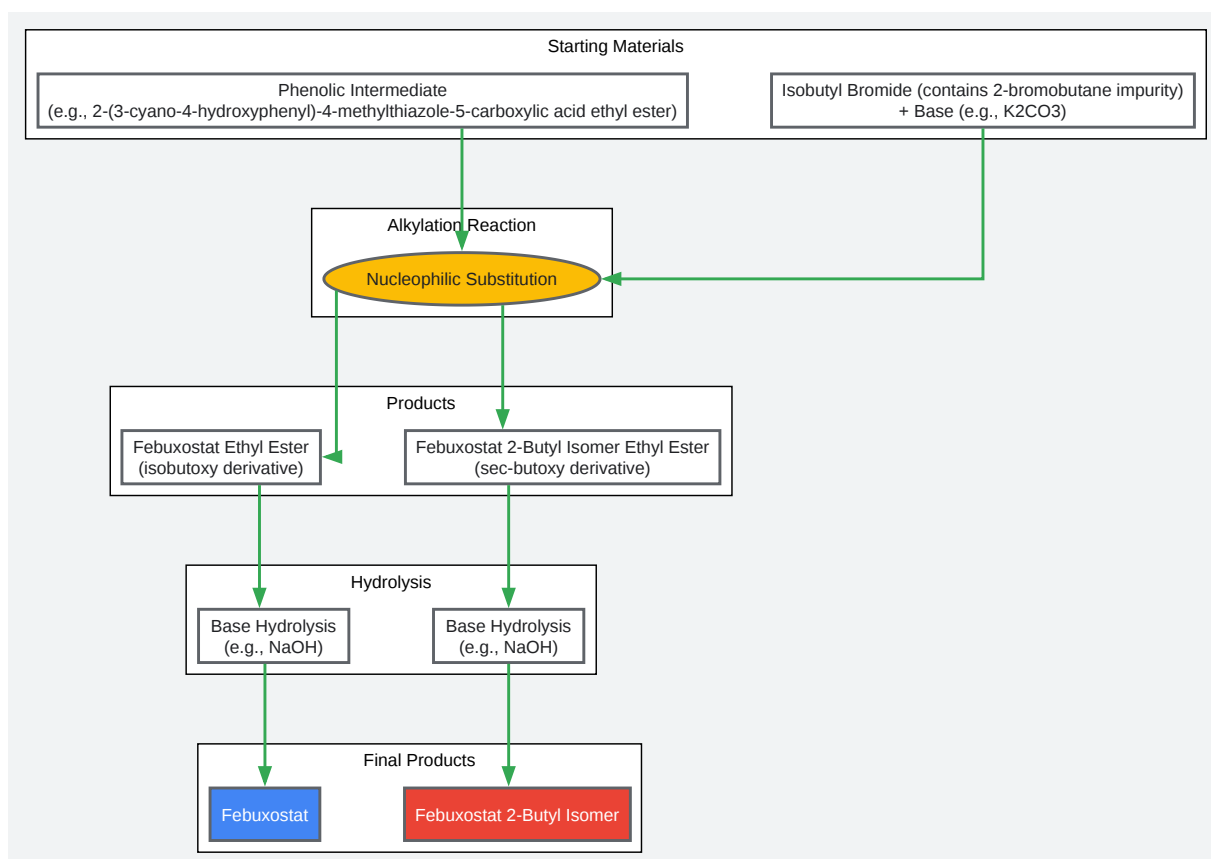 Starting Materials
Phenolic Intermediate
(e.g., 2-(3-cyano-4-hydroxyphenyl)-4-methylthiazole-5-carboxylic acid ethyl ester)
Isobutyl Bromide (contains 2-bromobutane impurity)
+ Base (e.g., K2CO3)
Alkylation Reaction
Nucleophilic Substitution
Products
Febuxostat Ethyl Ester
(isobutoxy derivative)
Febuxostat 2-Butyl Isomer Ethyl Ester
(sec-butoxy derivative)
Hydrolysis
Base Hydrolysis
(e.g., NaOH)
Base Hydrolysis
(e.g., NaOH)
Final Products
Febuxostat
Febuxostat 2-Butyl Isomer